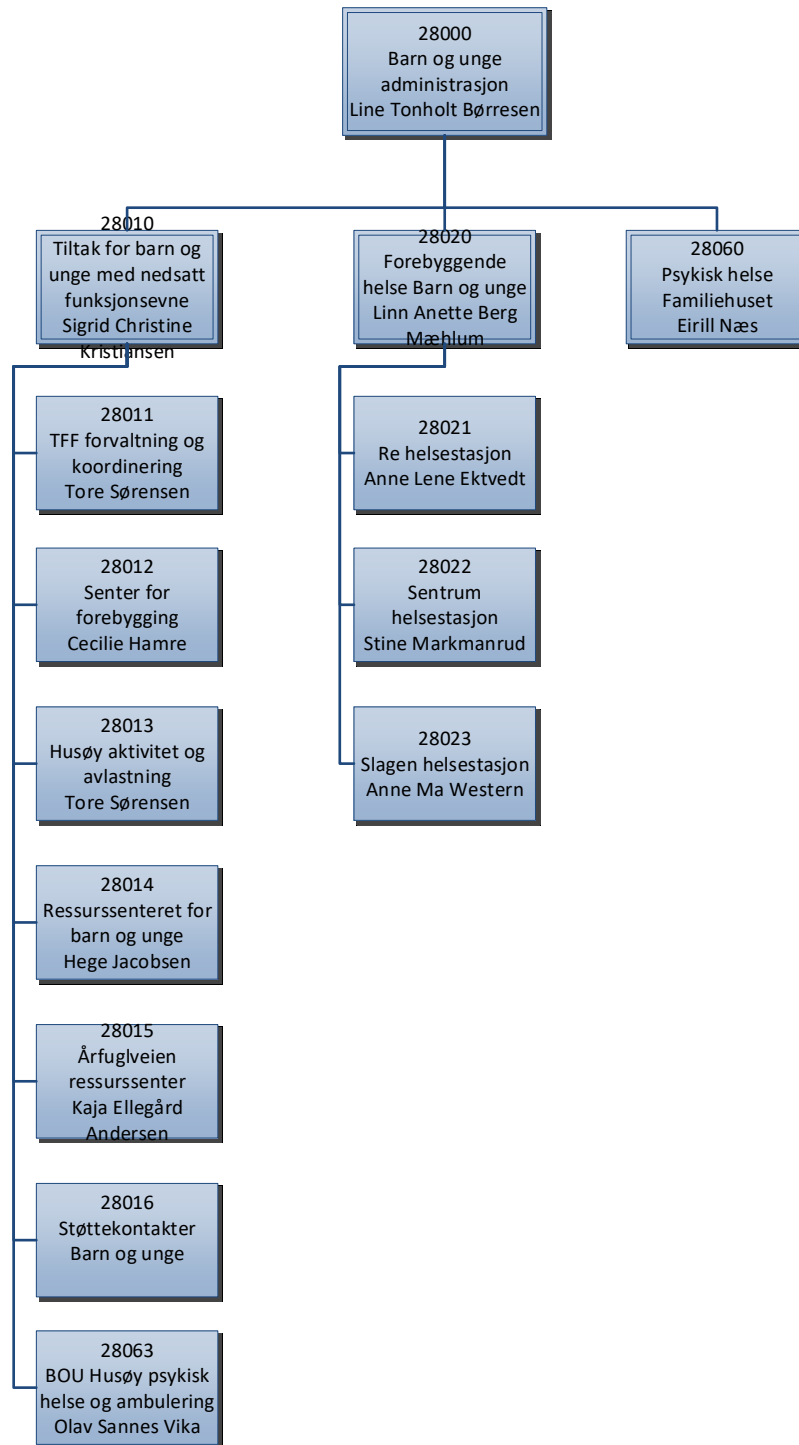 28000
Barn og unge
administrasjon
Line Tonholt Børresen
28010
Tiltak for barn og
unge med nedsatt
funksjonsevne
Sigrid Christine
Kristiansen
28020
Forebyggende
helse Barn og unge
Linn Anette Berg
Mæhlum
28060
Psykisk helse
Familiehuset
Eirill Næs
28011
TFF forvaltning og
koordinering
Tore Sørensen
28012
Senter for
forebygging
Cecilie Hamre
28013
Husøy aktivitet og
avlastning
Tore Sørensen
28014
Ressurssenteret for
barn og unge
Hege Jacobsen
28015
Årfuglveien
ressurssenter
Kaja Ellegård
Andersen
28016
Støttekontakter
Barn og unge
28063
BOU Husøy psykisk
helse og ambulering
Olav Sannes Vika
28021
Re helsestasjon
Anne Lene Ektvedt
28022
Sentrum
helsestasjon
Stine Markmanrud
28023
Slagen helsestasjon
Anne Ma Western